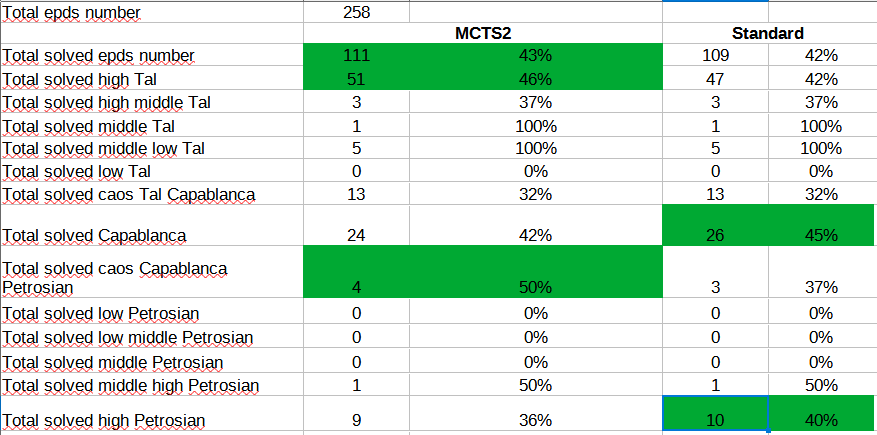 Total epds number 258
MCTS2 Standard
Total solved epds number 111 43% 109 42%
Total solved high Tal 51 46% 47 42%
Total solved high middle Tal 3 37% 3 37%
Total solved middle Tal 1 100% 1 100%
Total solved middle low Tal 5 100% 5 100%
Total solved low Tal 0 0% 0 0%
Total solved caos Tal Capablanca 13 32% 13 32%
Total solved Capablanca 24 42% 26 45%
Total solved caos Capablanca
Petrosian 4 50% 3 37%
Total solved low Petrosian 0 0% 0 0%
Total solved low middle Petrosian 0 0% 0 0%
Total solved middle Petrosian 0 0% 0 0%
Total solved middle high Petrosian 1 50% 1 50%
Total solved high Petrosian 9 36% 10 40%